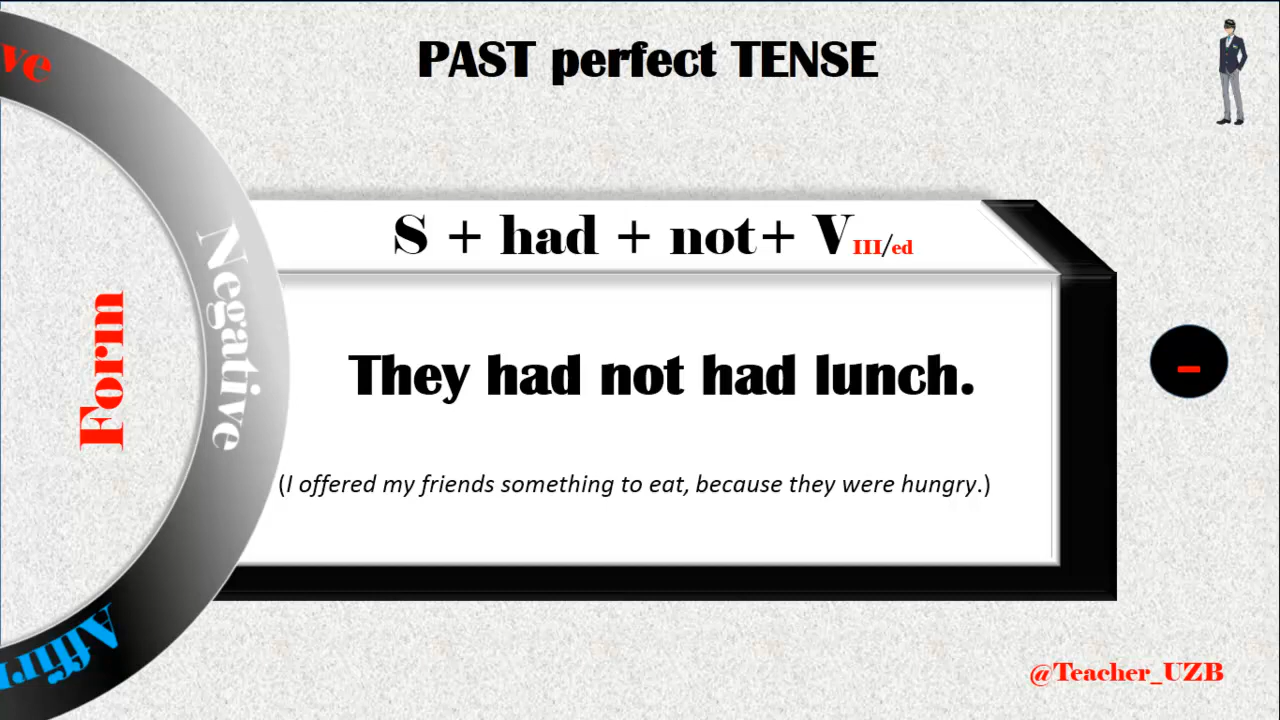 PAST perfect TENSE
S + had + not+ VIII/ed
Negative
Form
They had not had lunch.
(I offered my friends something to eat, because they were hungry.)
@Teacher_UZB